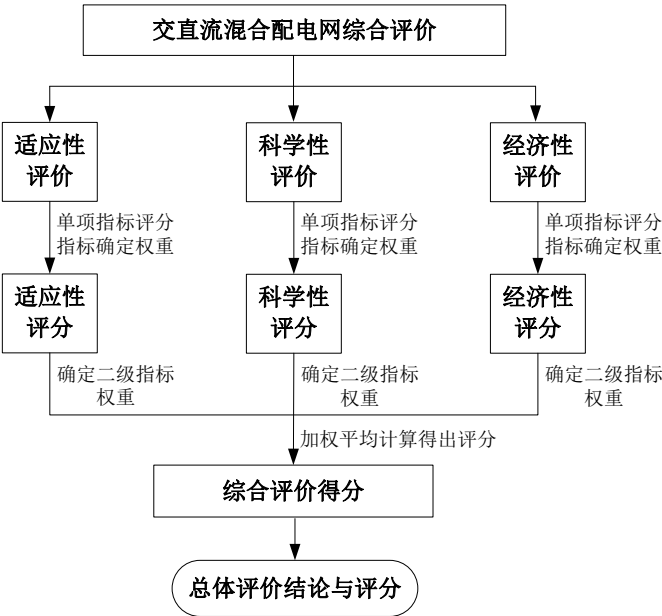 交直流混合配电网综合评价
适应性
评价
科学性
评价
经济性
评价
单项指标评分
指标确定权重
单项指标评分
指标确定权重
单项指标评分
指标确定权重
适应性
评分
科学性
评分
经济性
评分
确定二级指标
权重
确定二级指标
权重
确定二级指标
权重
加权平均计算得出评分
综合评价得分
总体评价结论与评分